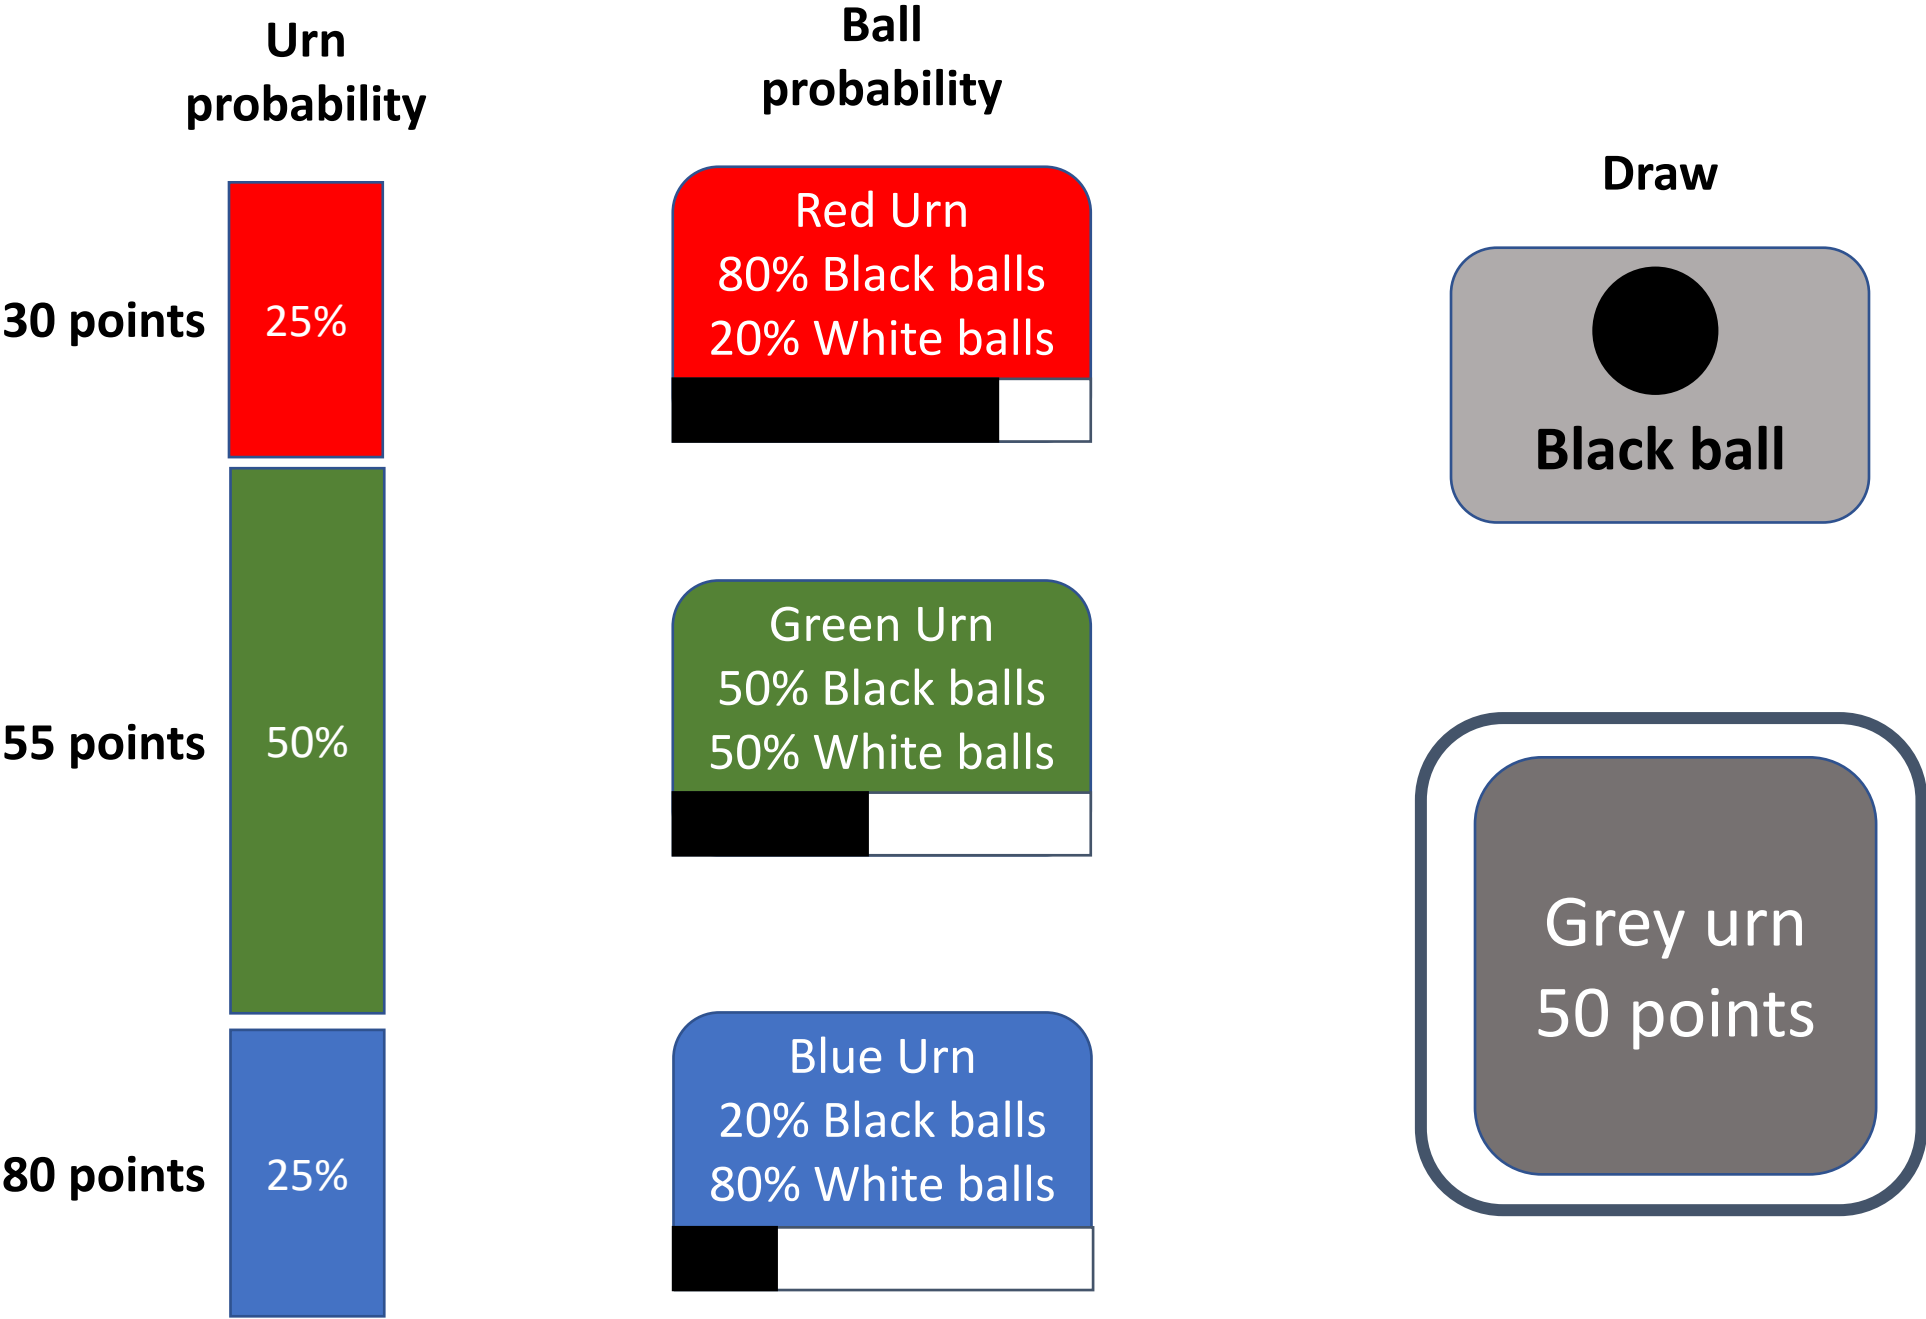 Urn
probability
Ball
probability
Draw
30 points
25%
Red Urn
80% Black balls
20% White balls
Black ball
55 points
50%
Green Urn
50% Black balls
50% White balls
Grey urn
50 points
80 points
25%
Blue Urn
20% Black balls
80% White balls